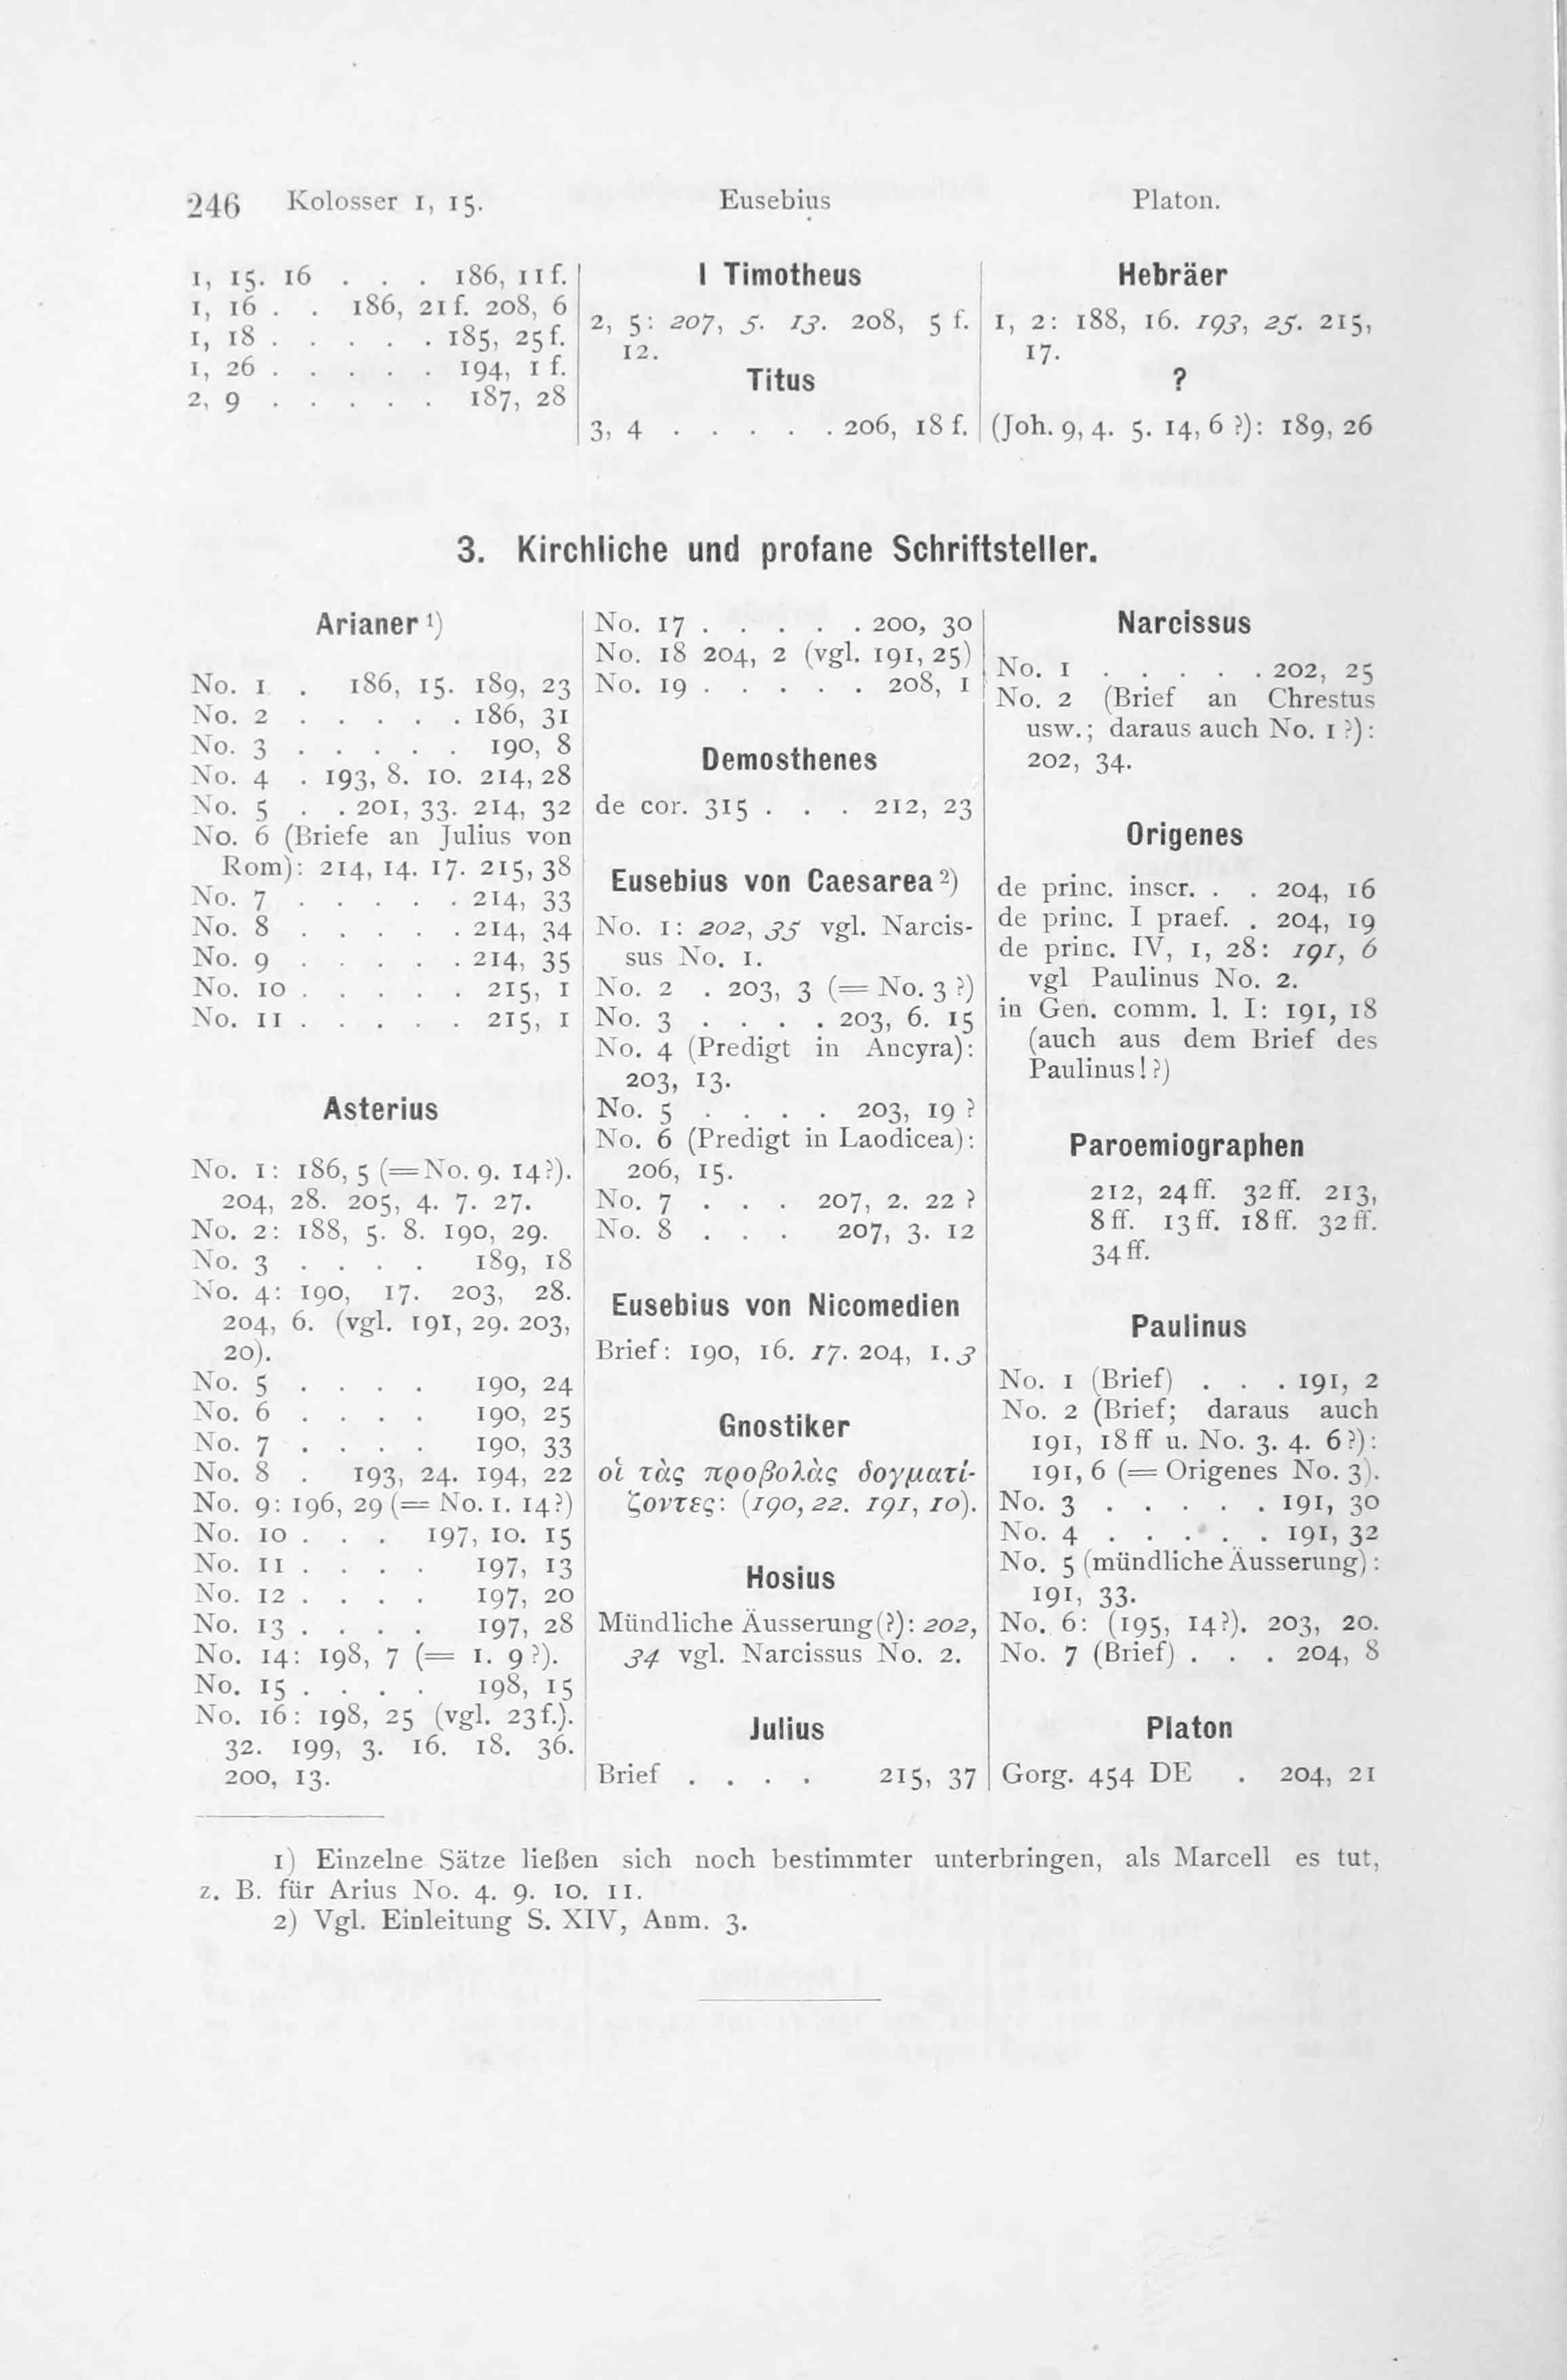 246 Kolosser 1, 15. Eusebius Platon.
1, 15. 16 . . . 186, 11f.
1, 16 . . 186, 21f. 208, 6
1, 18 . . . . . 185, 25f.
1, 26 . . . . . 194, 1f.
2, 9 . . . . . 187, 28
I Timotheus
2, 5: 207, 5. 13. 208, 5 f.
12.
Titus
3, 4 . . . . . 206, 18 f.
Hebräer
1, 2: 188, 16. 193, 25. 215,
17.
?
(Joh. 9, 4. 5. 14, 6 ?): 189, 26
3. Kirchliche und profane Schriftsteller.
Arianer 1)
No. 1 . 186, 15. 189, 23
No. 2 . . . . . 186, 31
No. 3 . . . . . 190, 8
No. 4 . 193, 8. 10. 214, 28
No. 5 . . 201, 33. 214, 32
No. 6 (Briefe an Julius von
Rom): 214, 14. 17. 215, 38
No. 7 . . . . . 214, 33
No. 8 . . . . . 214, 34
No. 9 . . . . . 214, 35
No. 10 . . . . . 215, 1
No. 11 . . . . . 215, 1
Asterius
No. 1: 186, 5 (=No. 9. 14?).
204, 28. 205, 4. 7. 27.
No. 2: 188, 5. 8. 190, 29.
No. 3 . . . . 189, 18
No. 4: 190, 17. 203, 28.
204, 6. (vgl. 191, 29. 203,
20).
No. 5 . . . . 190, 24
No. 6 . . . . 190, 25
No. 7 . . . . 190, 33
No. 8 . 193, 24. 194, 22
No. 9: 196, 29 (= No. 1. 14?)
No. 10 . . . 197, 10. 15
No. 11 . . . . 197, 13
No. 12 . . . . 197, 20
No. 13 . . . . 197, 28
No. 14: 198, 7 (= 1. 9 ?).
No. 15 . . . . 198, 15
No. 16: 198, 25 (vgl. 23f.).
32. 199, 3. 16. 18. 36.
200, 13.
No. 17 . . . . . 200, 30
No. 18 204, 2 (vgl. 191, 25)
No. 19 . . . . . 208, 1
Demosthenes
de cor. 315 . . . 212, 23
Eusebius von Caesarea 2)
No. 1: 202, 35 vgl. Narcis-
sus No. 1.
No. 2 . 203, 3 (= No. 3 ?)
No. 3 . . . . 203, 6. 15
No. 4 (Predigt in Ancyra):
203, 13.
No. 5 . . . . 203, 19 ?
No. 6 (Predigt in Laodicea):
206, 15.
No. 7 . . . 207, 2. 22 ?
No. 8 . . . 207, 3. 12
Eusebius von Nicomedien
Brief: 190, 16. 17. 204, 1. 3
Gnostiker
οἱ τὰς προβολὰς δογματί-
ζοντες: (190, 22. 191, 10).
Hosius
Mündliche Äusserung(?): 202,
34 vgl. Narcissus No. 2.
Julius
Brief . . . . 215, 37
Narcissus
No. 1 . . . . . 202, 25
No. 2 (Brief an Chrestus
usw.; daraus auch No. 1 ?):
202, 34.
Origenes
de princ. inscr. . . 204, 16
de princ. I praef. . 204, 19
de princ. IV, 1, 28: 191, 6
vgl Paulinus No. 2.
in Gen. comm. l. I: 191, 18
(auch aus dem Brief des
Paulinus! ?)
Paroemiographen
212, 24ff. 32ff. 213,
8ff. 13ff. 18ff. 32ff.
34ff.
Paulinus
No. 1 (Brief) . . . 191, 2
No. 2 (Brief; daraus auch
191, 18ff u. No. 3. 4. 6?):
191, 6 (= Origenes No. 3).
No. 3 . . . . . 191, 30
No. 4 . . . . . 191, 32
No. 5 (mündliche Äusserung):
191, 33.
No. 6: (195, 14?). 203, 20.
No. 7 (Brief) . . . 204, 8
Platon
Gorg. 454 DE . 204, 21
1) Einzelne Sätze ließen sich noch bestimmter unterbringen, als Marcell es tut,
z. B. für Arius No. 4. 9. 10. 11.
2) Vgl. Einleitung S. XIV, Anm. 3.